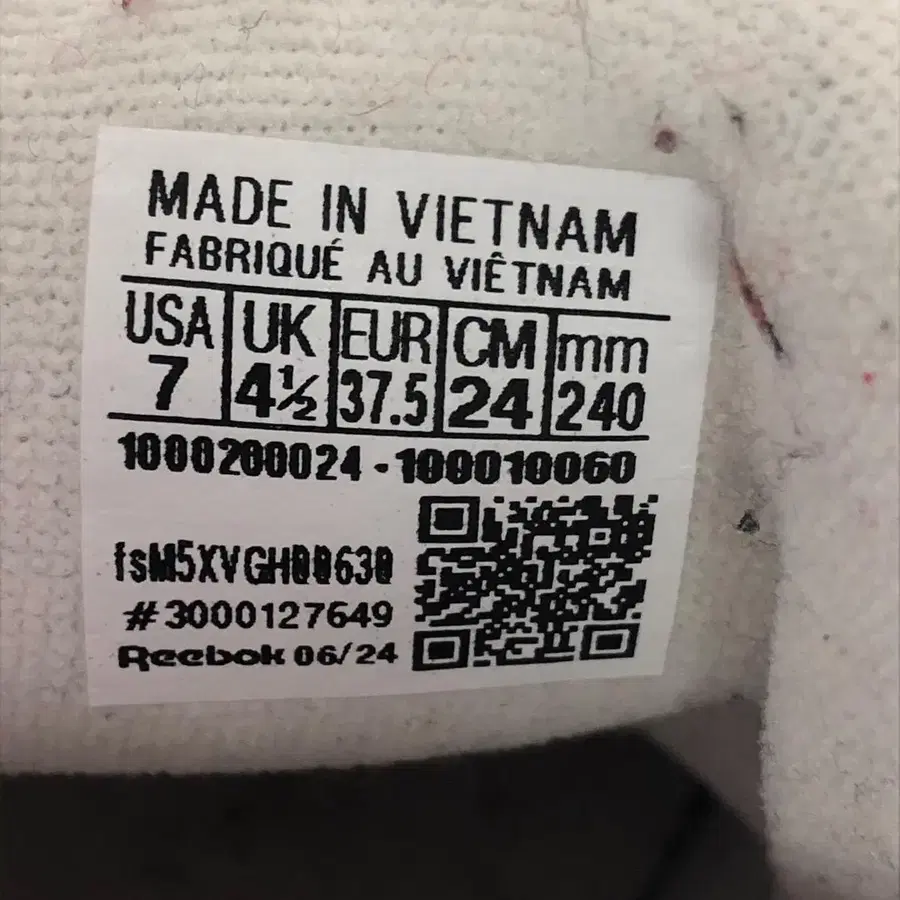 MADE IN VIETNAM
FABRIQUÉ AU VIÊTNAM
USA UK EUR CM mm
7 4½ 37.5 24 240
1000200024 - 100010060
fsM5XVGH00630
#3000127649
Reebok 06/24